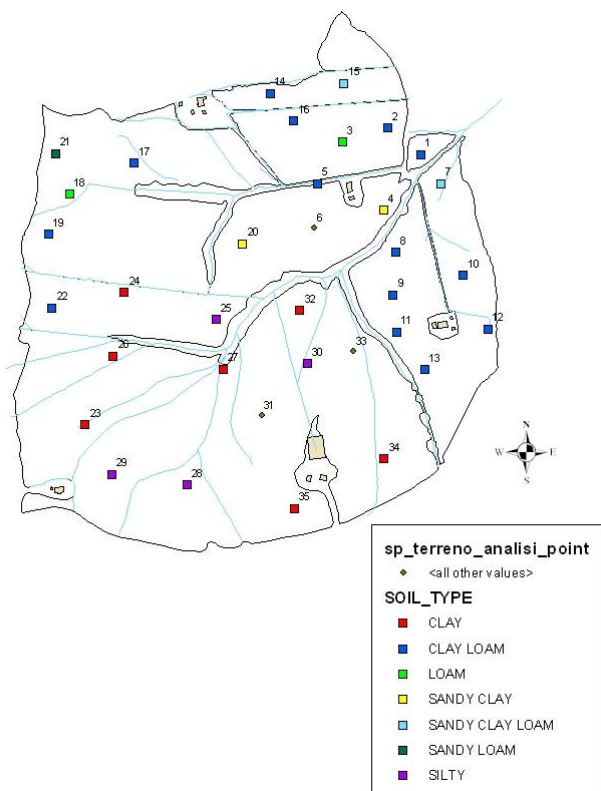 15
14
16
2
3
1
21
17
5
7
18
4
6
19
20
8
10
24
9
22
25
32
11
12
26
27
30
33
13
31
23
34
29
28
35
N
W E
S
sp_terreno_analisi_point
<all other values>
SOIL_TYPE
CLAY
CLAY LOAM
LOAM
SANDY CLAY
SANDY CLAY LOAM
SANDY LOAM
SILTY